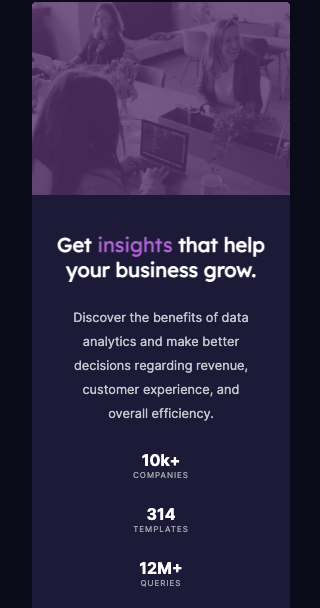 Get insights that help
your business grow.
Discover the benefits of data
analytics and make better
decisions regarding revenue,
customer experience, and
overall efficiency.
10k+
COMPANIES
314
TEMPLATES
12M+
QUERIES